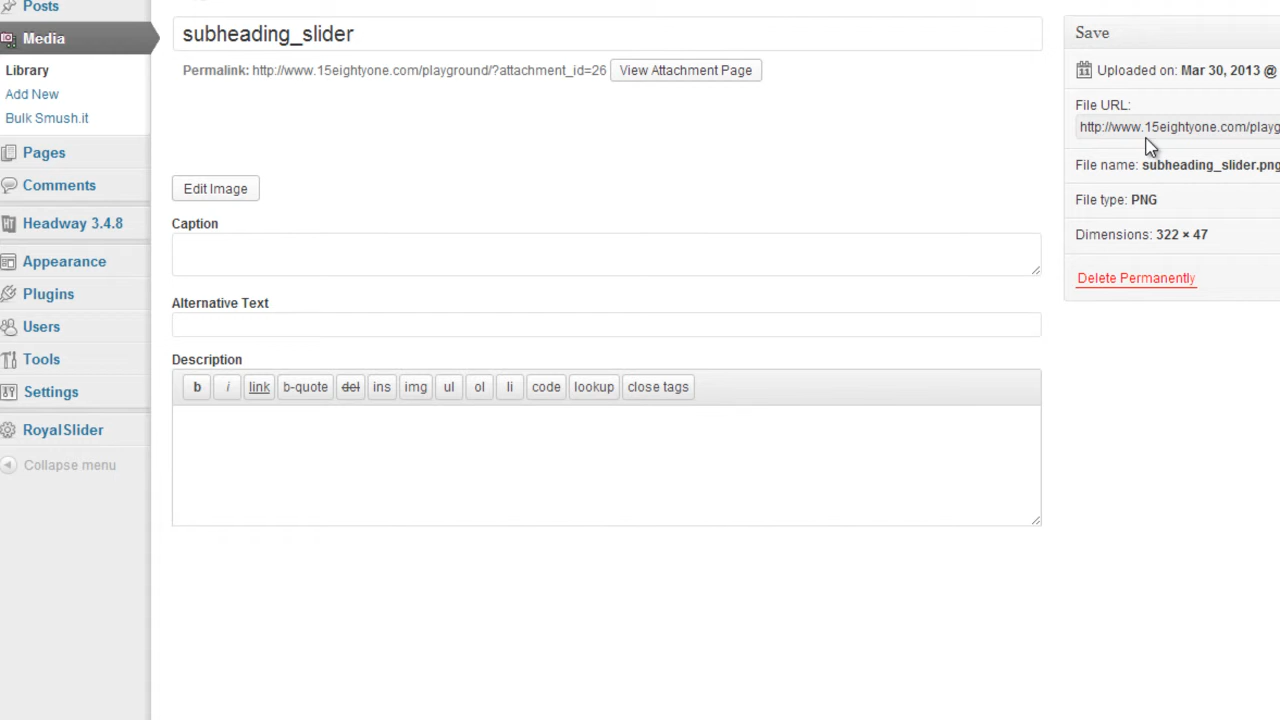 Posts
Media
Library
Add New
Bulk Smush.it
Pages
Comments
Headway 3.4.8
Appearance
Plugins
Users
Tools
Settings
RoyalSlider
Collapse menu
subheading_slider
Permalink: http://www.15eightyone.com/playground/?attachment_id=26 View Attachment Page
Edit Image
Caption
Alternative Text
Description
b i link b-quote del ins img ul ol li code lookup close tags
Save
11 Uploaded on: Mar 30, 2013 @
File URL:
http://www.15eightyone.com/playg
File name: subheading_slider.png
File type: PNG
Dimensions: 322 × 47
Delete Permanently